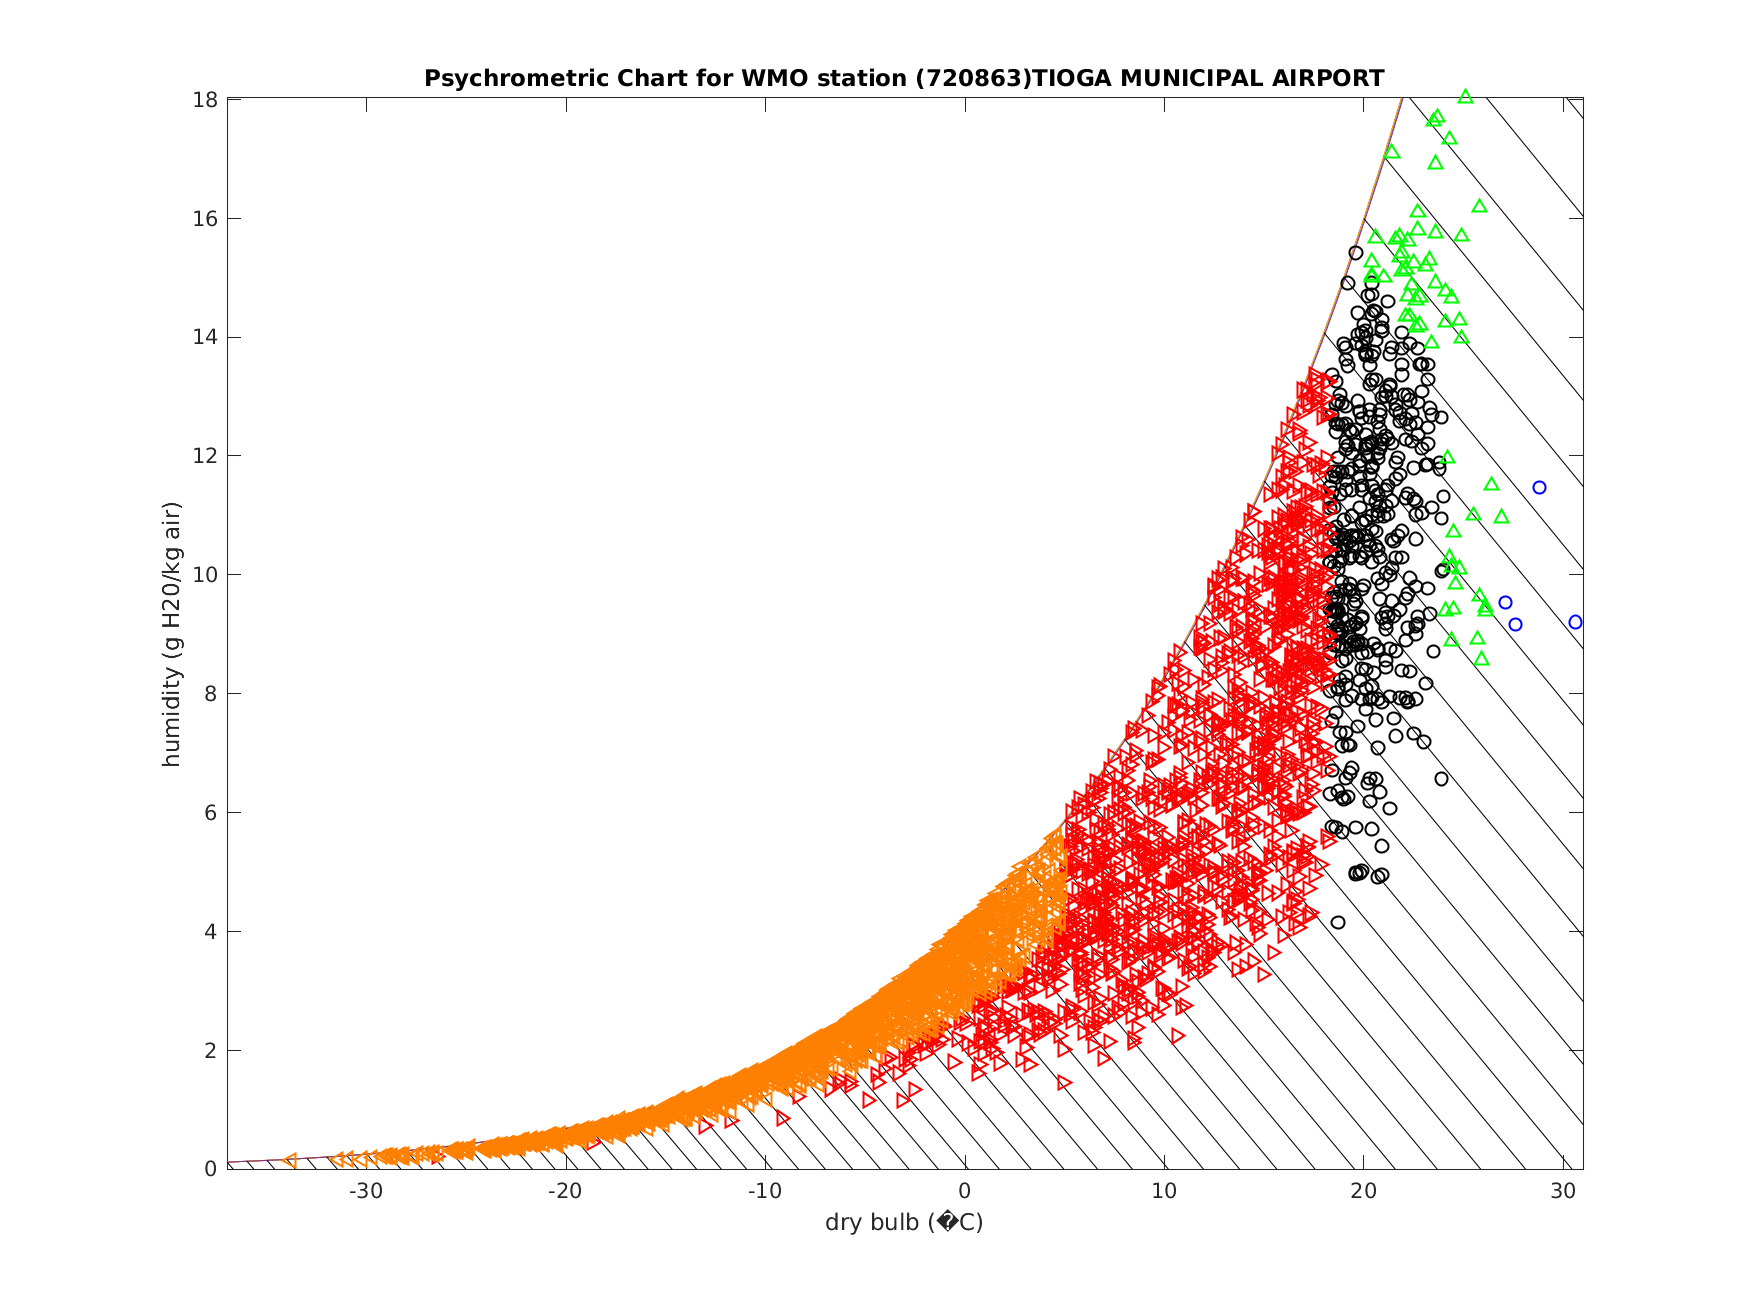 Psychrometric Chart for WMO station (720863)TIOGA MUNICIPAL AIRPORT
18
16
14
12
10
8
6
4
2
0
humidity (g H20/kg air)
-30 -20 -10 0 10 20 30
dry bulb (�C)